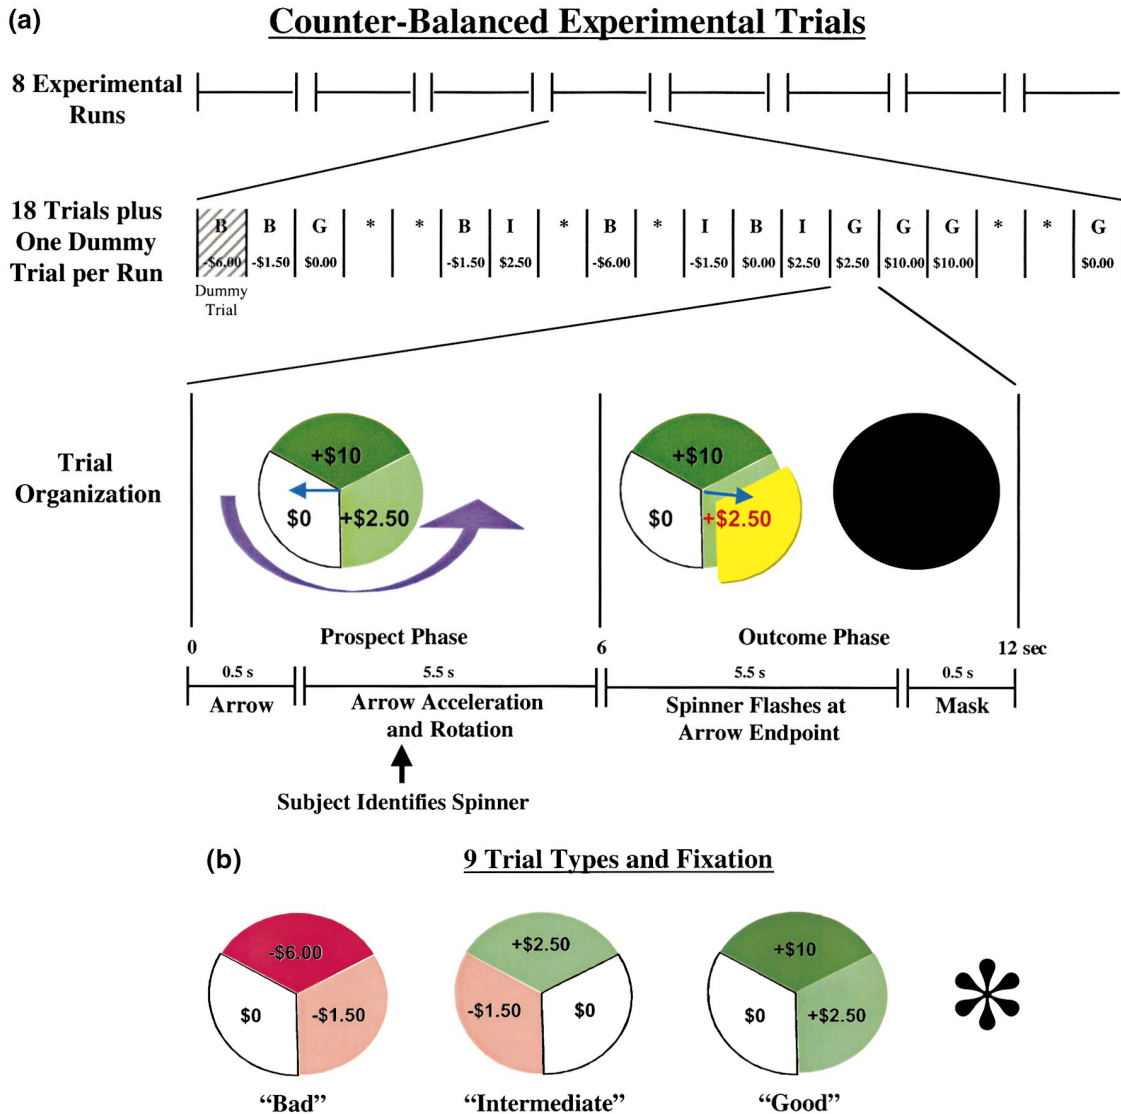 (a)
Counter-Balanced Experimental Trials
8 Experimental
Runs
18 Trials plus
One Dummy
Trial per Run
B B G * * B I * B * I B I G G G * * G
-$6.00 -$1.50 $0.00 -$1.50 $2.50 -$6.00 -$1.50 $0.00 $2.50 $2.50 $10.00 $10.00 $0.00
Dummy
Trial
Trial
Organization
+$10
$0 +$2.50
+$10
$0 +$2.50
Prospect Phase Outcome Phase
0 6 12 sec
0.5 s 5.5 s 5.5 s 0.5 s
Arrow
Arrow Acceleration
and Rotation
Spinner Flashes at
Arrow Endpoint
Mask
Subject Identifies Spinner
(b)
9 Trial Types and Fixation
-$6.00
$0 -$1.50
+$2.50
-$1.50 $0
+$10
$0 +$2.50
*
“Bad” “Intermediate” “Good”